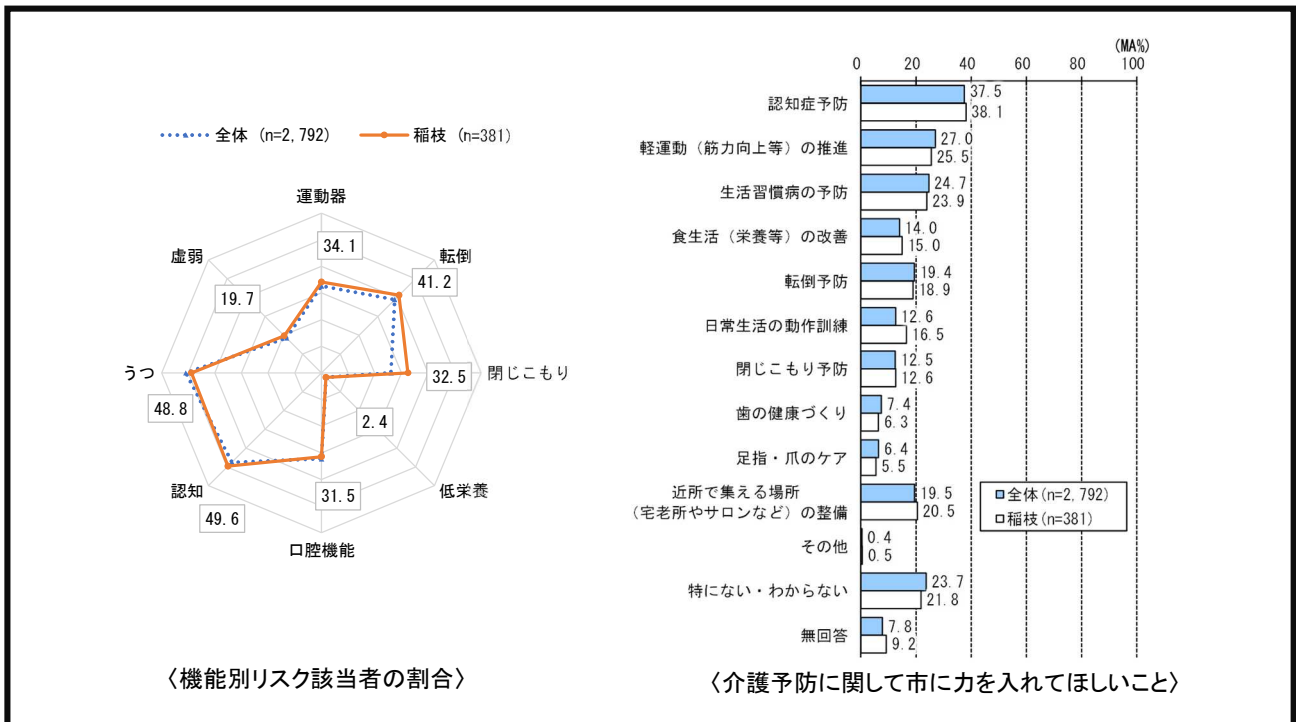 全体 (n=2,792)
稲枝 (n=381)
運動器
34.1
転倒
41.2
閉じこもり
32.5
低栄養
2.4
口腔機能
31.5
認知
49.6
うつ
48.8
虚弱
19.7
〈機能別リスク該当者の割合〉
(MA%)
0 20 40 60 80 100
認知症予防
37.5
38.1
軽運動（筋力向上等）の推進
27.0
25.5
生活習慣病の予防
24.7
23.9
食生活（栄養等）の改善
14.0
15.0
転倒予防
19.4
18.9
日常生活の動作訓練
12.6
16.5
閉じこもり予防
12.5
12.6
歯の健康づくり
7.4
6.3
足指・爪のケア
6.4
5.5
近所で集える場所
（宅老所やサロンなど）の整備
19.5
20.5
その他
0.4
0.5
特にない・わからない
23.7
21.8
無回答
7.8
9.2
全体(n=2,792)
稲枝(n=381)
〈介護予防に関して市に力を入れてほしいこと〉